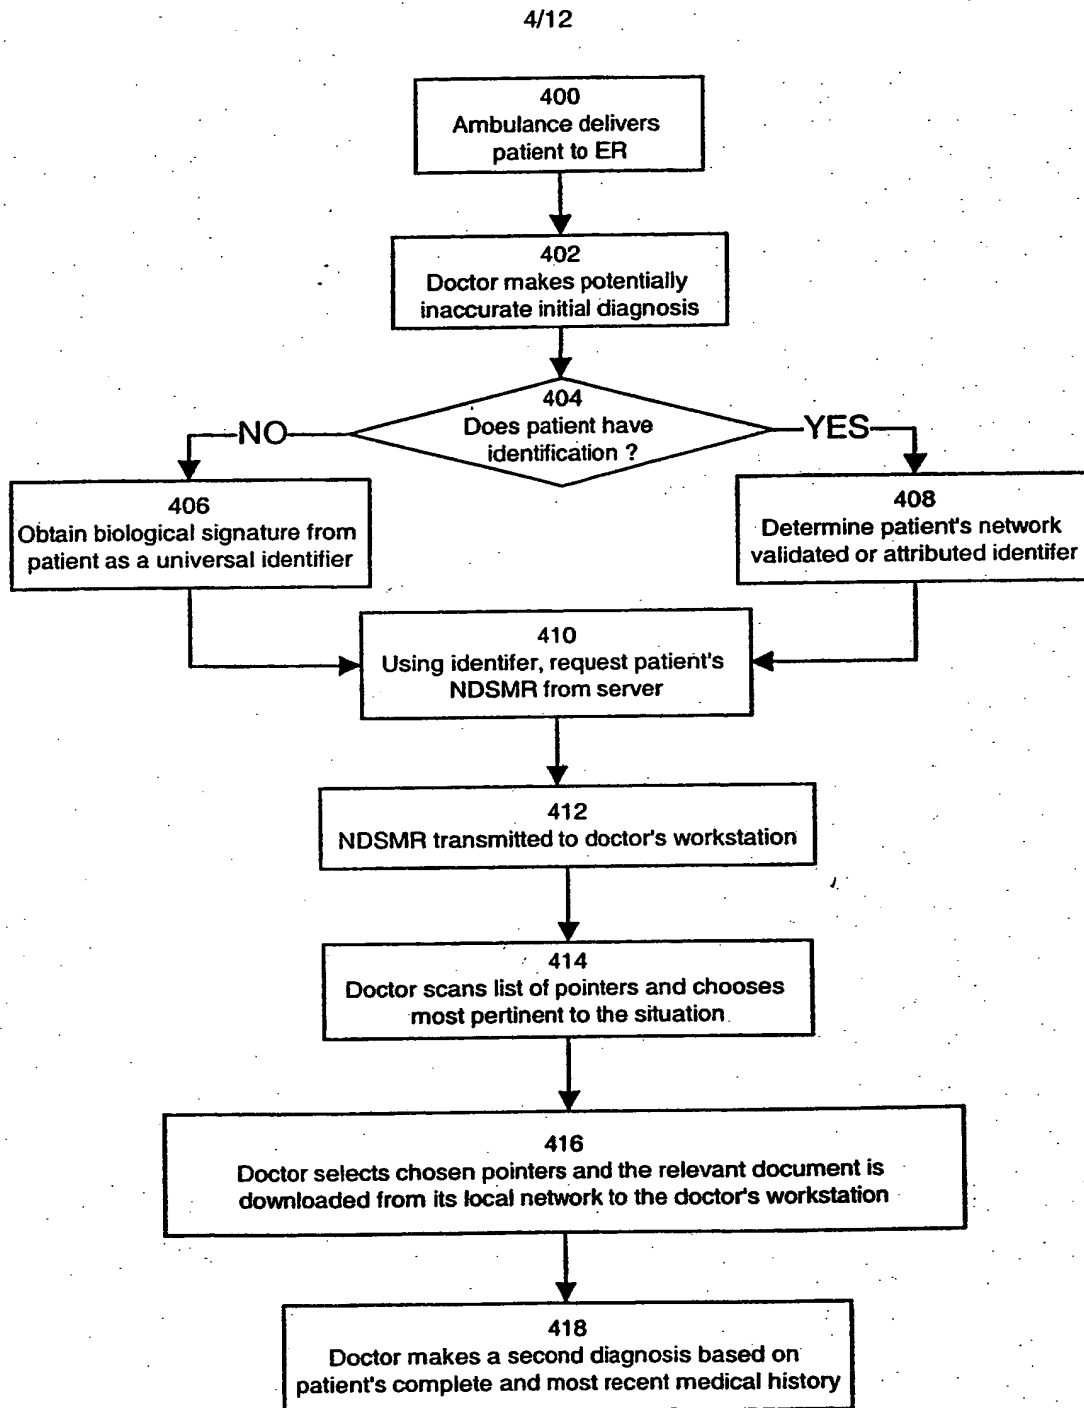 4/12
400
Ambulance delivers
patient to ER
402
Doctor makes potentially
inaccurate initial diagnosis
404
Does patient have
identification ?
NO
YES
406
Obtain biological signature from
patient as a universal identifier
408
Determine patient's network
validated or attributed identifer
410
Using identifer, request patient's
NDSMR from server
412
NDSMR transmitted to doctor's workstation
414
Doctor scans list of pointers and chooses
most pertinent to the situation
416
Doctor selects chosen pointers and the relevant document is
downloaded from its local network to the doctor's workstation
418
Doctor makes a second diagnosis based on
patient's complete and most recent medical history